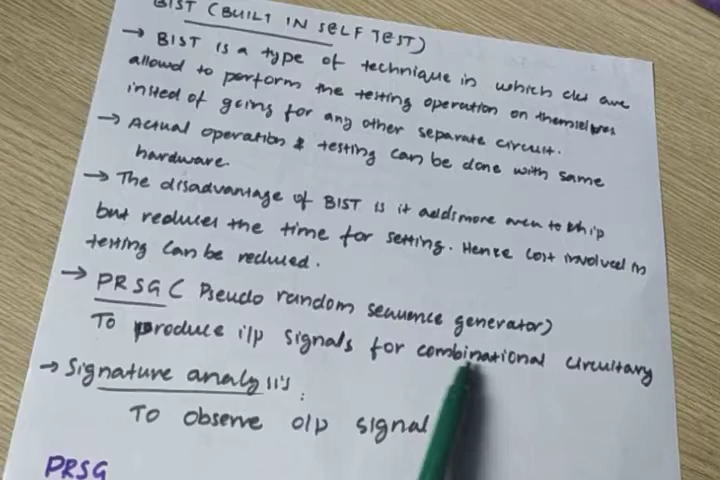 BIST (BUILT IN SELF TEST)
→ BIST is a type of technique in which ckt are
allowed to perform the testing operation on themselves
insted of going for any other separate circuit.
→ Actual operation & testing can be done with same
hardware.
→ The disadvantage of BIST is it adds more area to chip
but reduces the time for setting. Hence cost involved in
testing can be reduced.
→ PRSG ( Pseudo random sequence generator)
To produce i/p signals for combinational circuitary
→ Signature analysis :
To observe o/p signal
PRSG